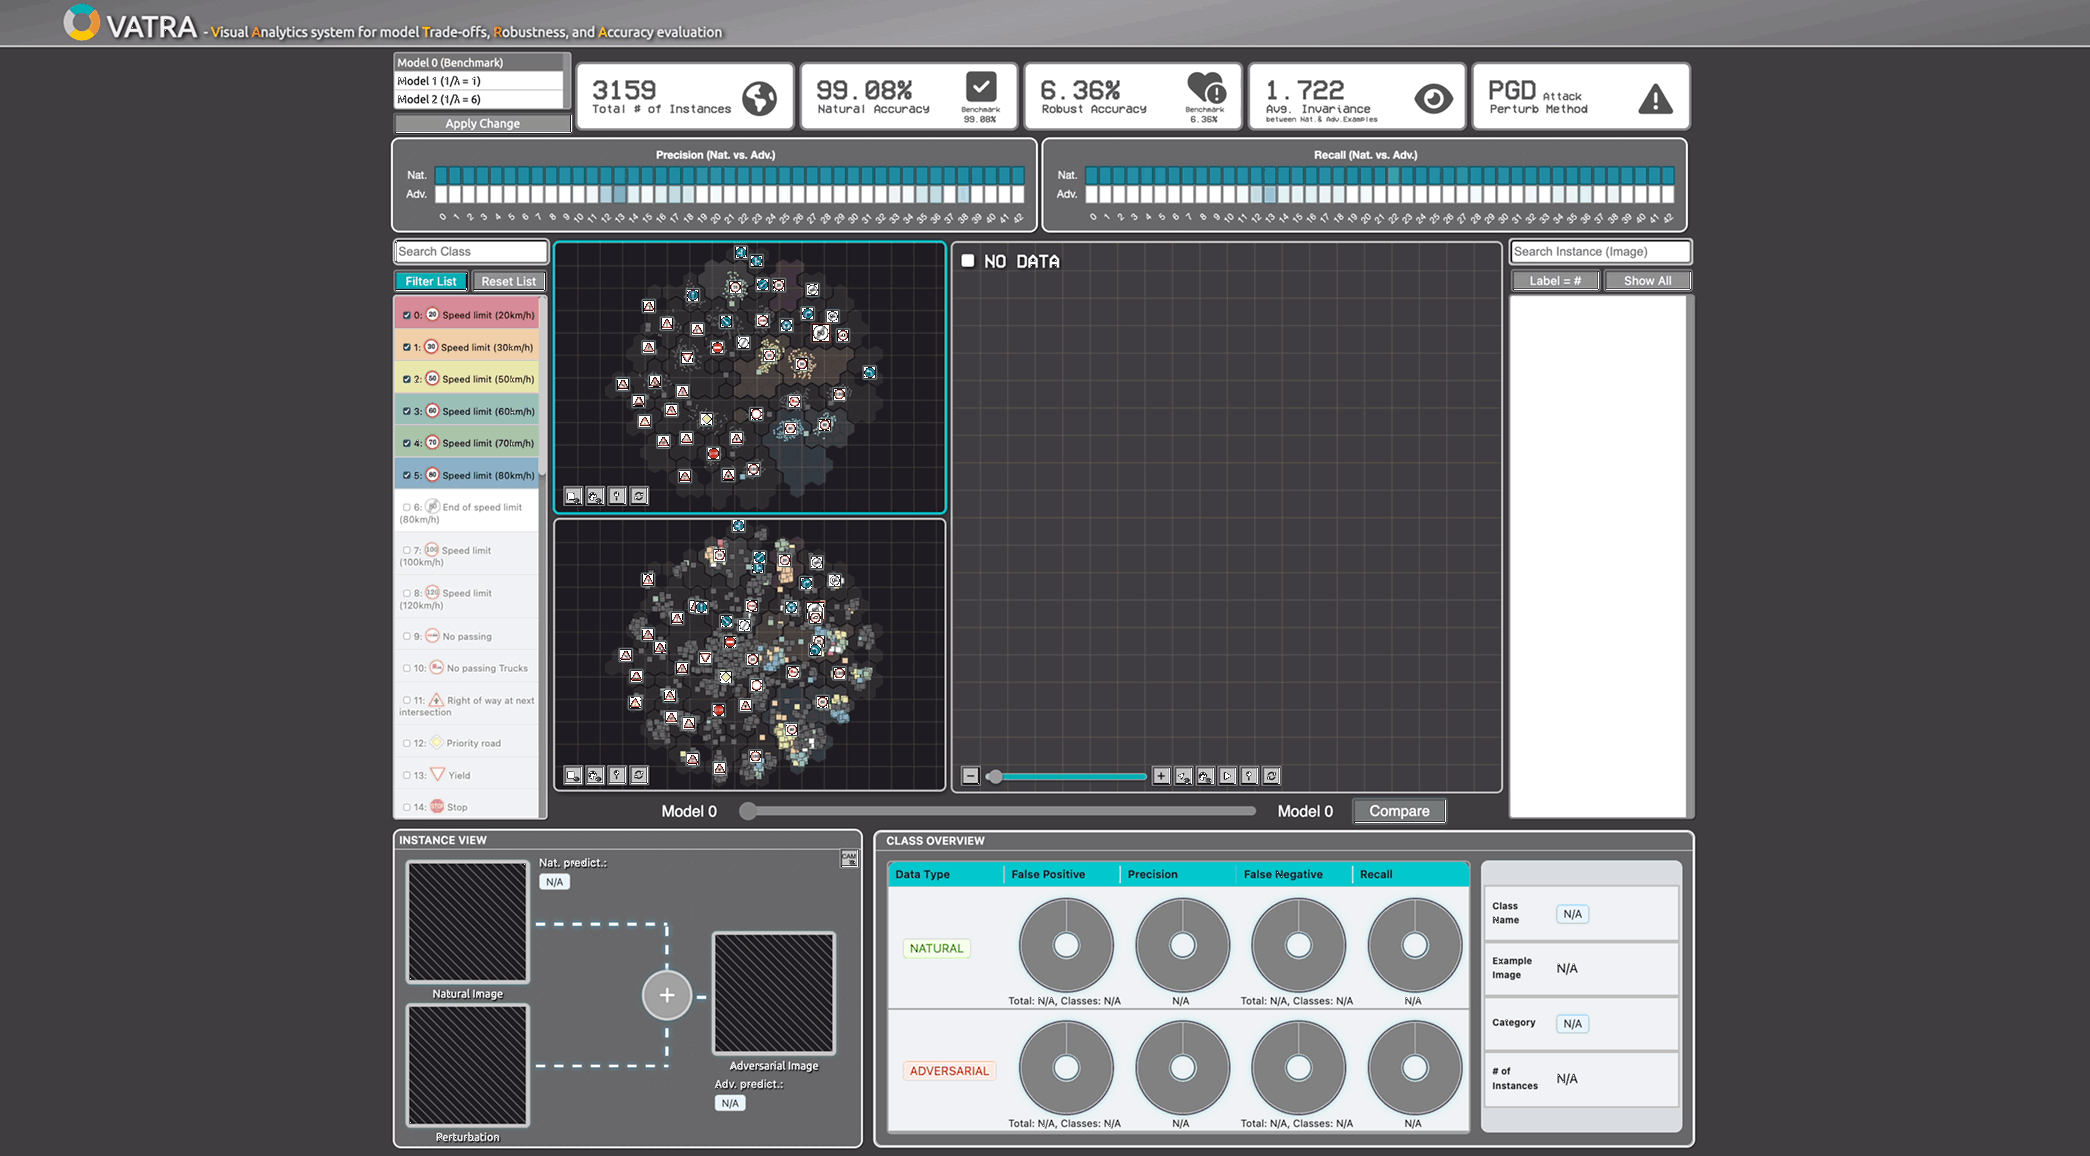 VATRA - Visual Analytics system for model Trade-offs, Robustness, and Accuracy evaluation
Model 0 (Benchmark)
Model 1 (1/λ = 1)
Model 2 (1/λ = 6)
Apply Change
3159
Total # of Instances
99.08%
Natural Accuracy
Benchmark
99.08%
6.36%
Robust Accuracy
Benchmark
6.36%
1.722
Avg. Invariance
between Nat.& Adv.Examples
PGD Attack
Perturb Method
Precision (Nat. vs. Adv.)
Nat.
Adv.
0 1 2 3 4 5 6 7 8 9 10 11 12 13 14 15 16 17 18 19 20 21 22 23 24 25 26 27 28 29 30 31 32 33 34 35 36 37 38 39 40 41 42
Recall (Nat. vs. Adv.)
Nat.
Adv.
0 1 2 3 4 5 6 7 8 9 10 11 12 13 14 15 16 17 18 19 20 21 22 23 24 25 26 27 28 29 30 31 32 33 34 35 36 37 38 39 40 41 42
Search Class
Filter List
Reset List
0: 20 Speed limit (20km/h)
1: 30 Speed limit (30km/h)
2: 50 Speed limit (50km/h)
3: 60 Speed limit (60km/h)
4: 70 Speed limit (70km/h)
5: 80 Speed limit (80km/h)
6: End of speed limit
(80km/h)
7: 100 Speed limit
(100km/h)
8: 120 Speed limit
(120km/h)
9: No passing
10: No passing Trucks
11: Right of way at next
intersection
12: Priority road
13: Yield
14: STOP Stop
NO DATA
Search Instance (Image)
Label = #
Show All
Model 0
Model 0
Compare
INSTANCE VIEW
CAM
Nat. predict.:
N/A
Natural Image
Perturbation
Adversarial Image
Adv. predict.:
N/A
CLASS OVERVIEW
Data Type
False Positive
Precision
False Negative
Recall
NATURAL
Total: N/A, Classes: N/A
N/A
Total: N/A, Classes: N/A
N/A
ADVERSARIAL
Total: N/A, Classes: N/A
N/A
Total: N/A, Classes: N/A
N/A
Class
Name
N/A
Example
Image
N/A
Category
N/A
# of
Instances
N/A